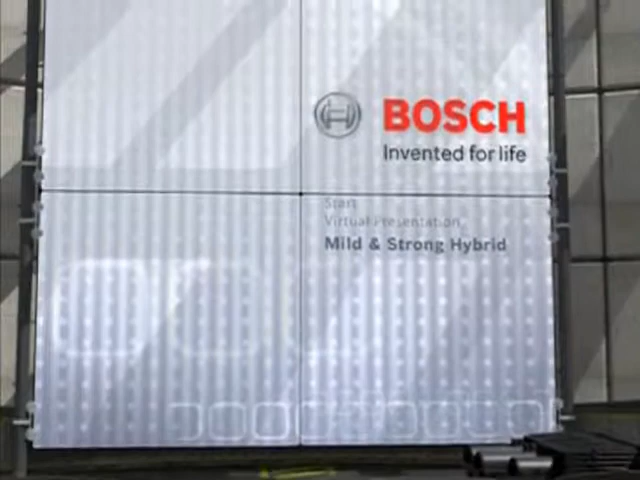 BOSCH
Invented for life
Start
Virtual Presentation
Mild & Strong Hybrid